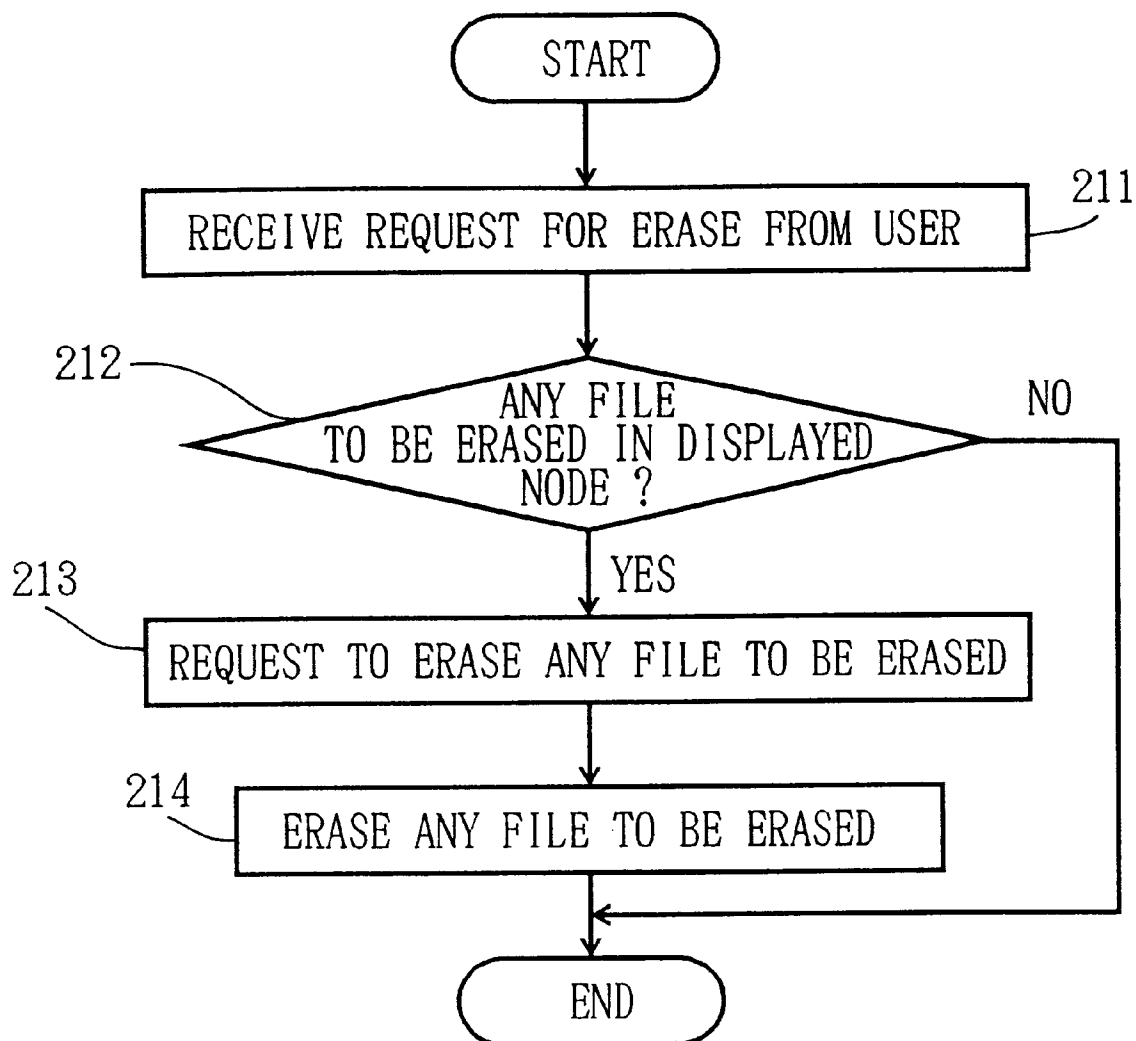 START
RECEIVE REQUEST FOR ERASE FROM USER
211
212
ANY FILE
TO BE ERASED IN DISPLAYED
NODE ?
NO
YES
213
REQUEST TO ERASE ANY FILE TO BE ERASED
214
ERASE ANY FILE TO BE ERASED
END